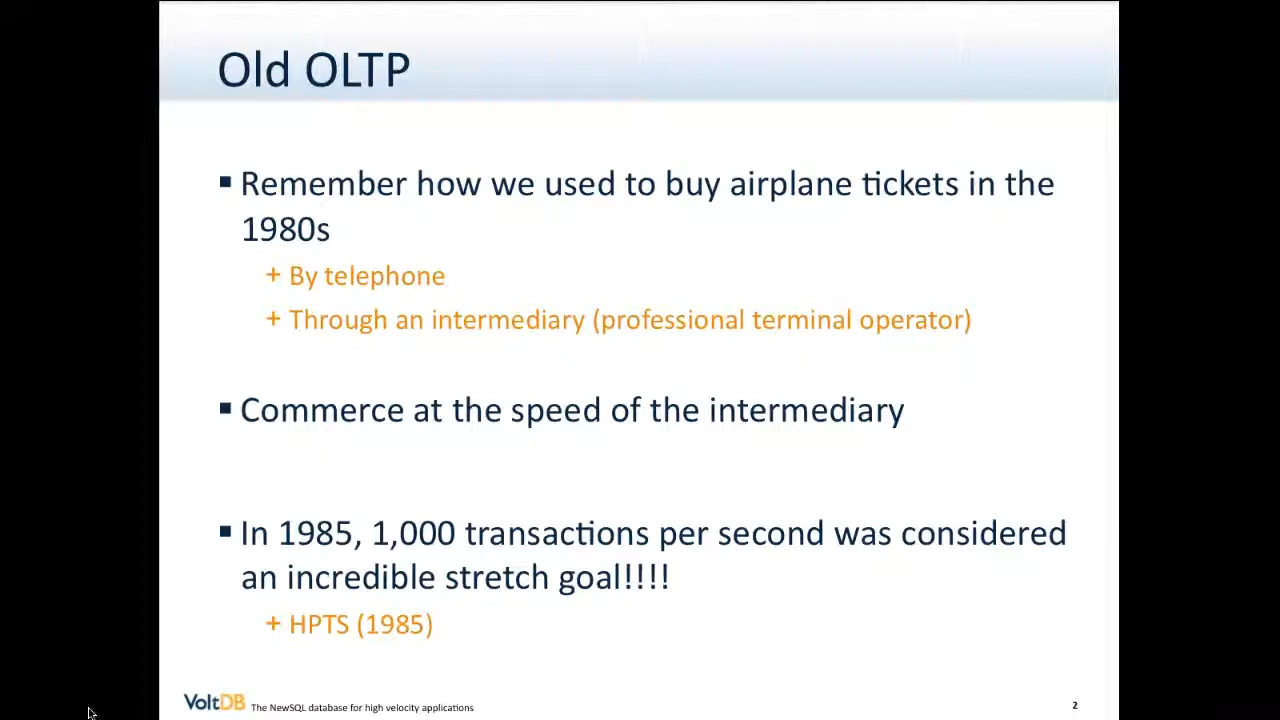 Old OLTP
▪ Remember how we used to buy airplane tickets in the
1980s
+ By telephone
+ Through an intermediary (professional terminal operator)
▪ Commerce at the speed of the intermediary
▪ In 1985, 1,000 transactions per second was considered
an incredible stretch goal!!!!
+ HPTS (1985)
VoltDB The NewSQL database for high velocity applications 2